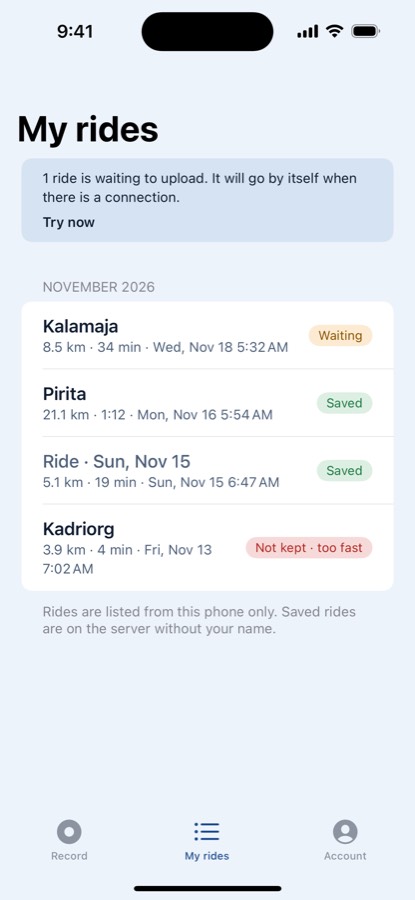 9:41
My rides
1 ride is waiting to upload. It will go by itself when
there is a connection.
Try now
NOVEMBER 2026
Kalamaja
8.5 km · 34 min · Wed, Nov 18 5:32 AM
Waiting
Pirita
21.1 km · 1:12 · Mon, Nov 16 5:54 AM
Saved
Ride · Sun, Nov 15
5.1 km · 19 min · Sun, Nov 15 6:47 AM
Saved
Kadriorg
3.9 km · 4 min · Fri, Nov 13
7:02 AM
Not kept · too fast
Rides are listed from this phone only. Saved rides
are on the server without your name.
Record
My rides
Account